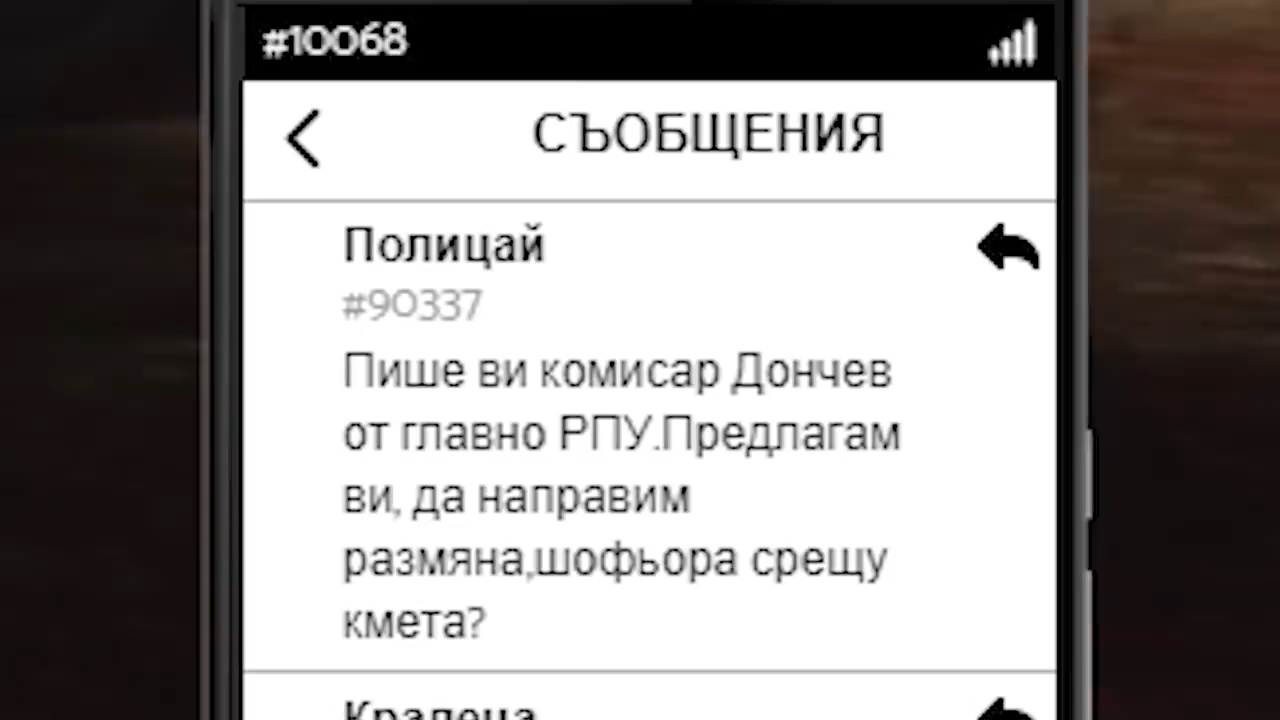 #10068
СЪОБЩЕНИЯ
Полицай
#90337
Пише ви комисар Дончев
от главно РПУ.Предлагам
ви, да направим
размяна,шофьора срещу
кмета?